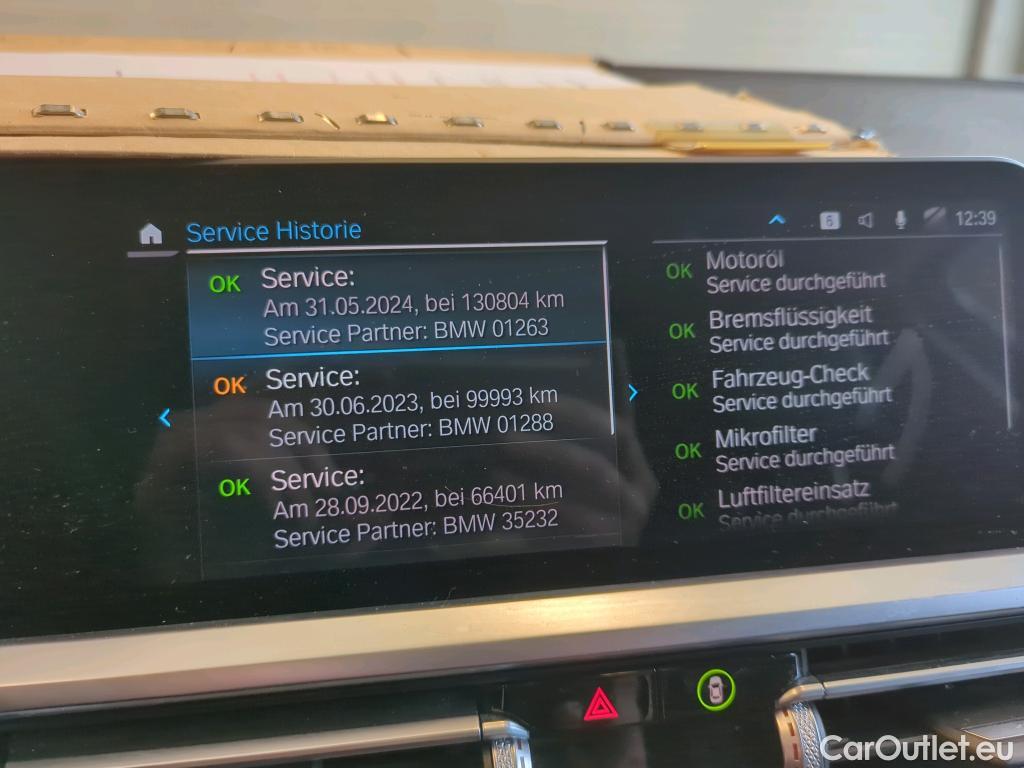 Service Historie
6
12:39
OK Service:
Am 31.05.2024, bei 130804 km
Service Partner: BMW 01263
OK Service:
Am 30.06.2023, bei 99993 km
Service Partner: BMW 01288
OK Service:
Am 28.09.2022, bei 66401 km
Service Partner: BMW 35232
OK Motoröl
Service durchgeführt
OK Bremsflüssigkeit
Service durchgeführt
OK Fahrzeug-Check
Service durchgeführt
OK Mikrofilter
Service durchgeführt
OK Luftfiltereinsatz
Service durchgeführt
CarOutlet.eu